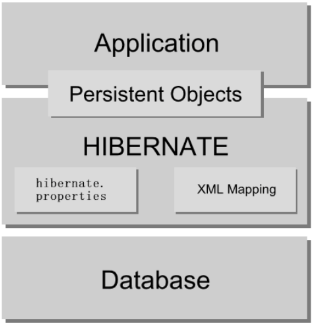 Application
Persistent Objects
HIBERNATE
hibernate.
properties
XML Mapping
Database